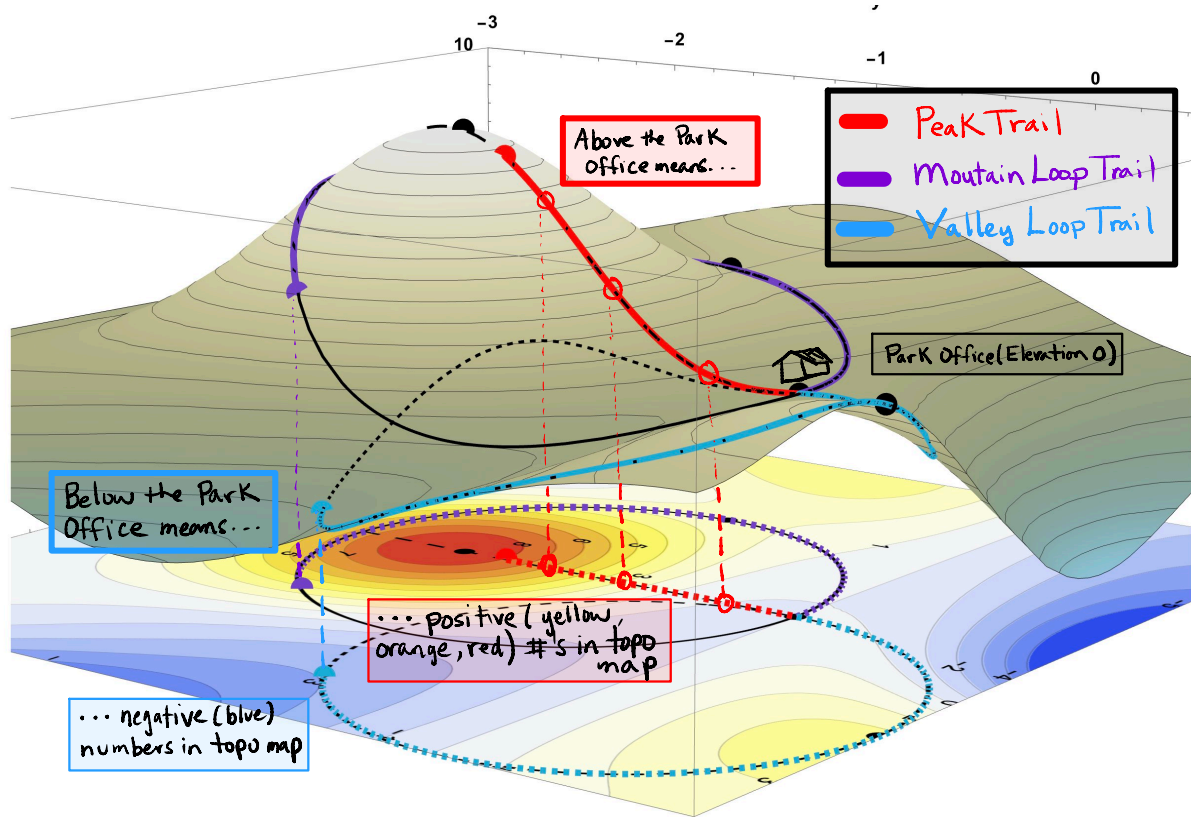 -3
10
-2
-1
0
Above the Park
Office means...
Peak Trail
Moutain Loop Trail
Valley Loop Trail
Park Office (Elevation 0)
Below the Park
Office means...
... positive (yellow,
orange, red) #'s in topo
map
... negative (blue)
numbers in topo map